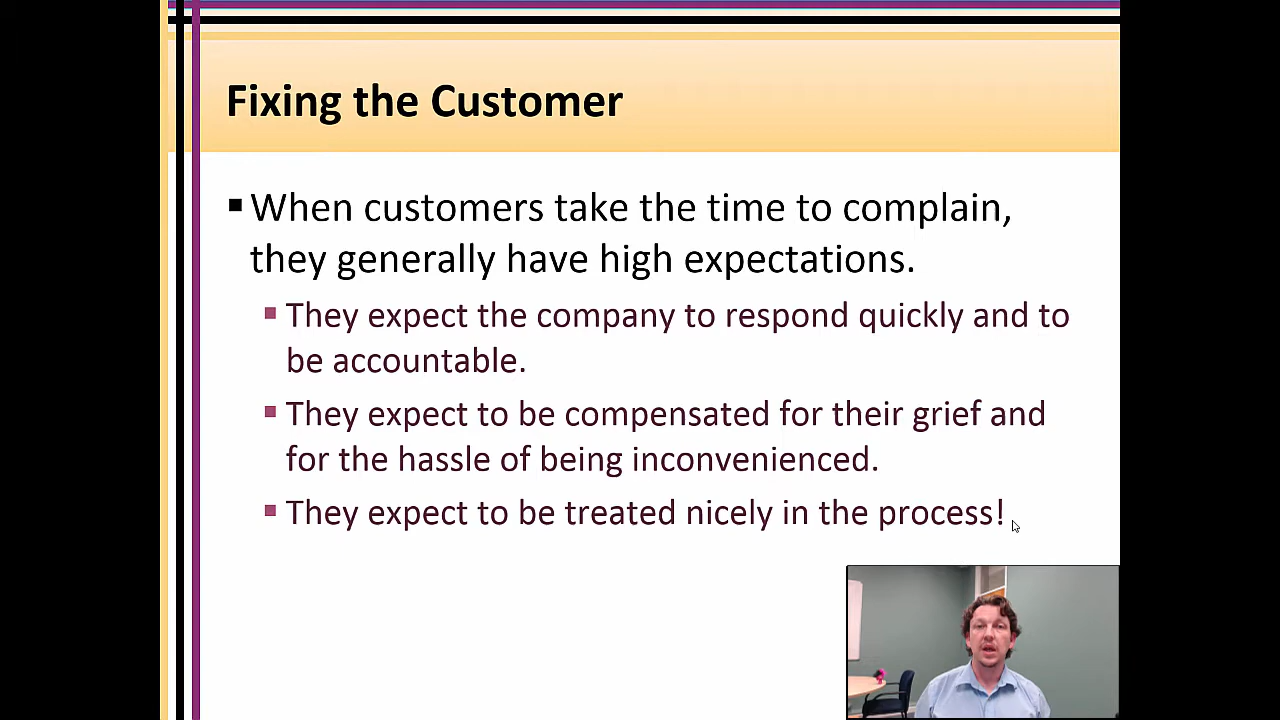 Fixing the Customer
▪When customers take the time to complain,
they generally have high expectations.
▪ They expect the company to respond quickly and to
be accountable.
▪ They expect to be compensated for their grief and
for the hassle of being inconvenienced.
▪ They expect to be treated nicely in the process!